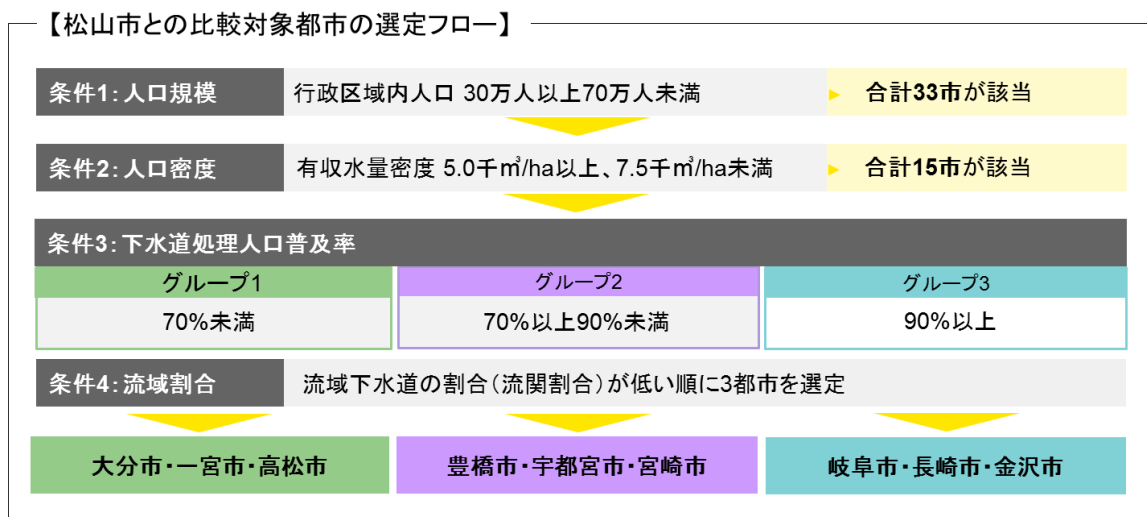 【松山市との比較対象都市の選定フロー】
条件1:人口規模 行政区域内人口 30万人以上70万人未満 合計33市が該当
条件2:人口密度 有収水量密度 5.0千㎥/ha以上、7.5千㎥/ha未満 合計15市が該当
条件3:下水道処理人口普及率
グループ1 グループ2 グループ3
70%未満 70%以上90%未満 90%以上
条件4:流域割合 流域下水道の割合(流関割合)が低い順に3都市を選定
大分市・一宮市・高松市 豊橋市・宇都宮市・宮崎市 岐阜市・長崎市・金沢市